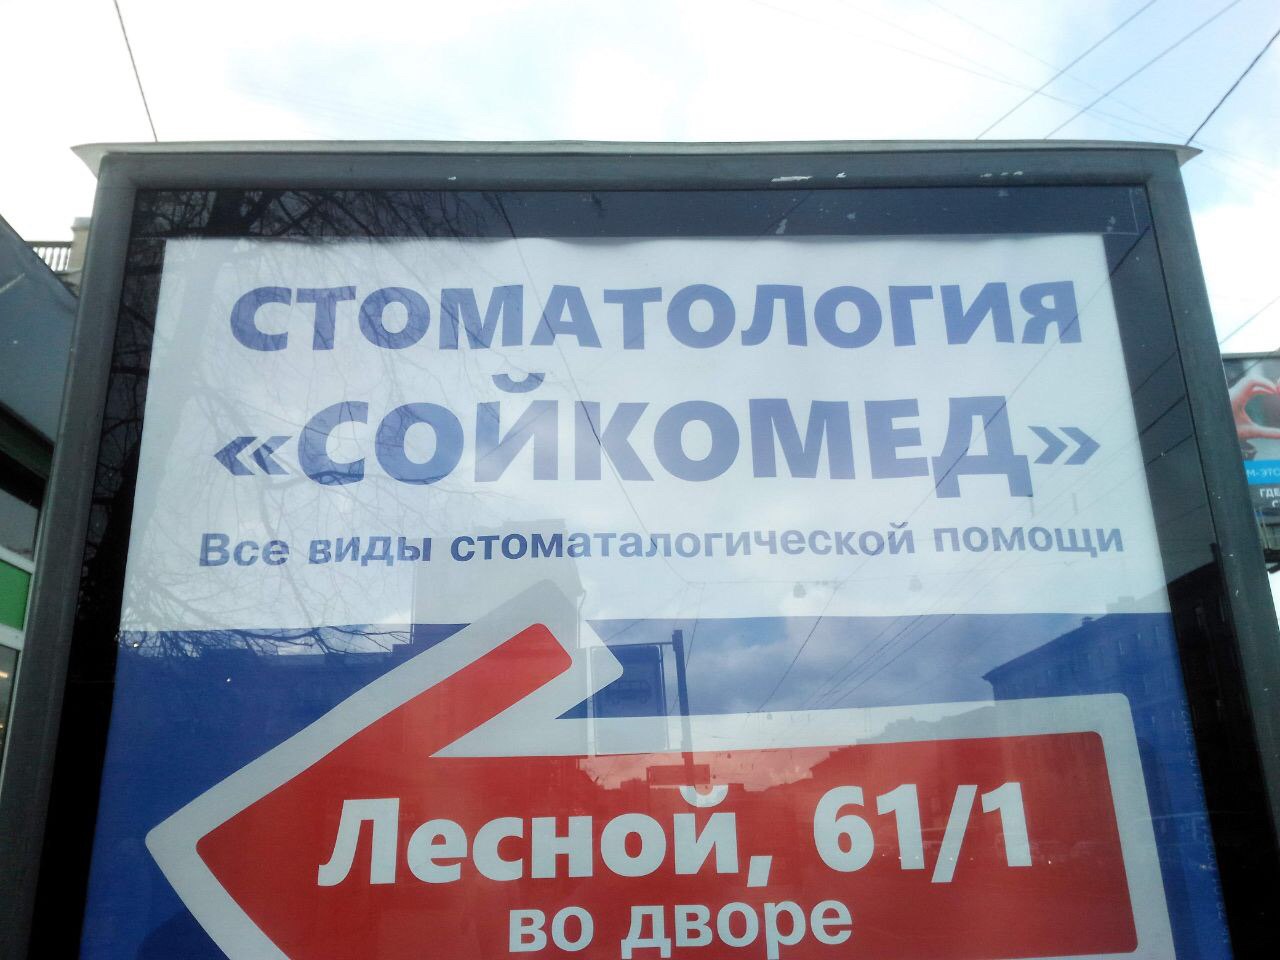 СТОМАТОЛОГИЯ
«СОЙКОМЕД»
Все виды стоматалогической помощи
Лесной, 61/1
во дворе